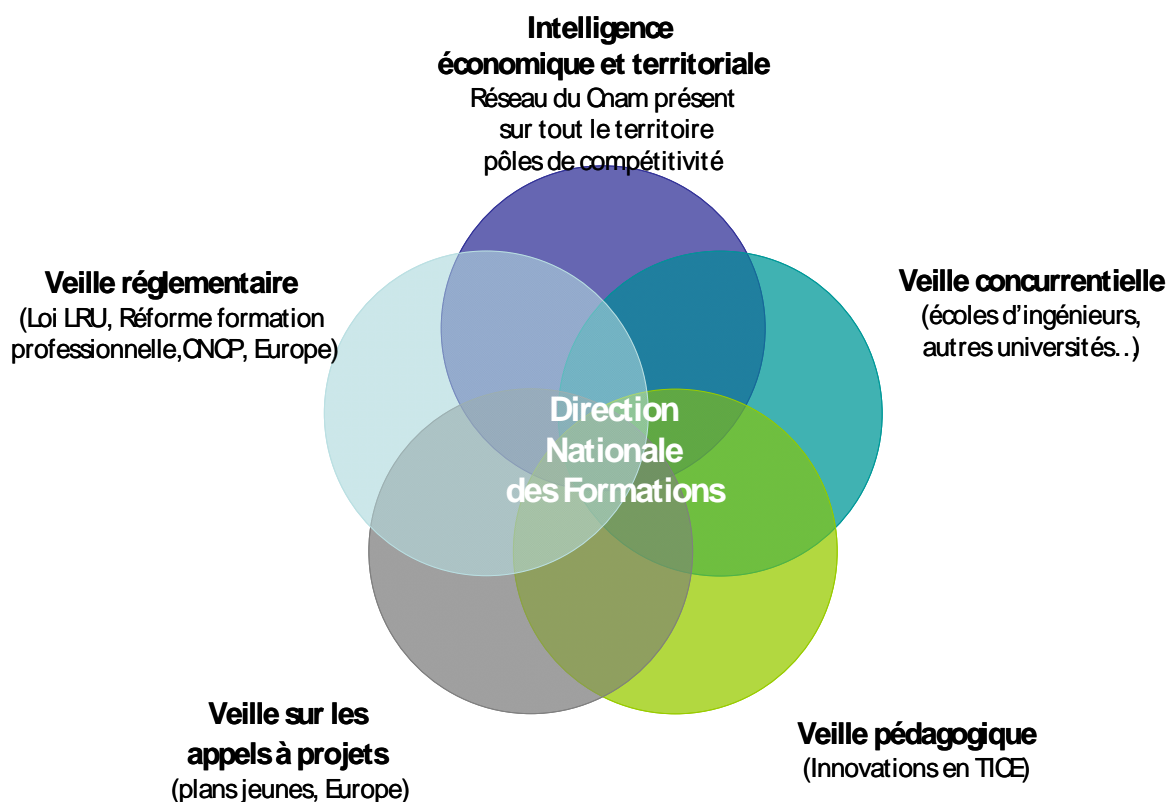 Intelligence
économique et territoriale
Réseau du Cnam présent
sur tout le territoire
pôles de compétitivité
Veille réglementaire
(Loi LRU, Réforme formation
professionnelle,CNCP, Europe)
Veille concurrentielle
(écoles d'ingénieurs,
autres universités…)
Direction
Nationale
des Formations
Veille sur les
appels à projets
(plans jeunes, Europe)
Veille pédagogique
(Innovations en TICE)